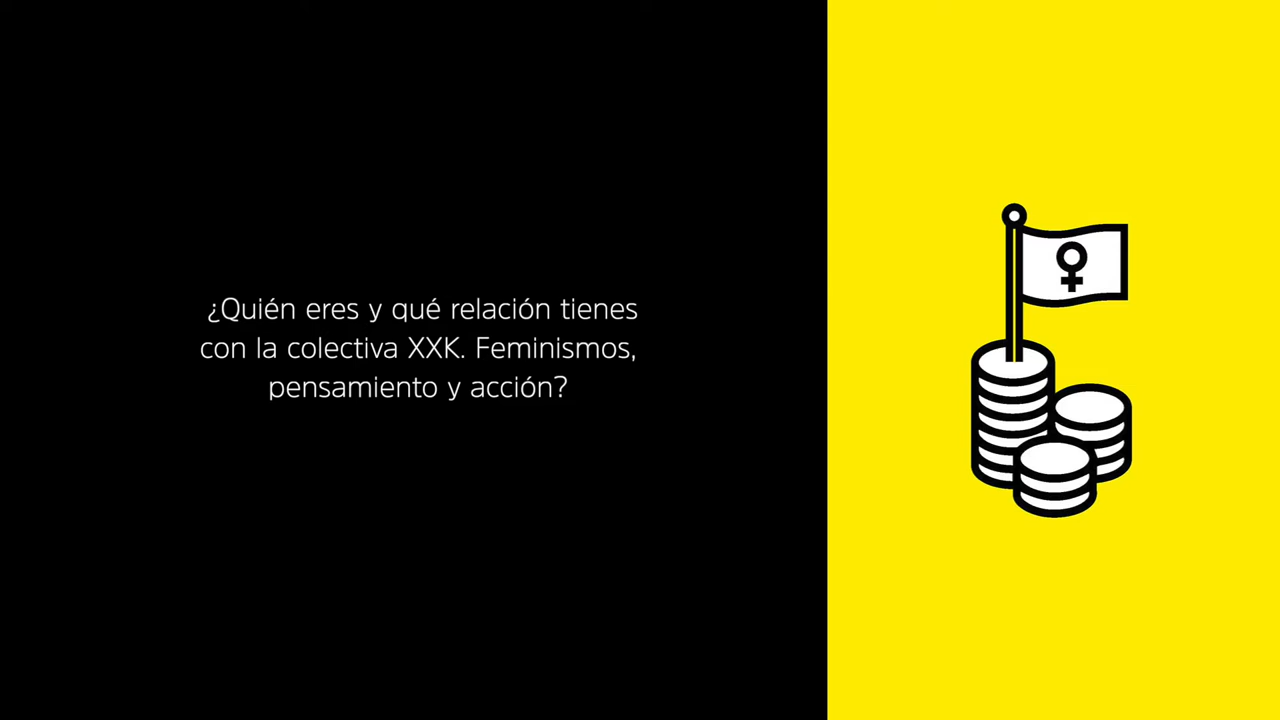 ¿Quién eres y qué relación tienes
con la colectiva XXK. Feminismos,
pensamiento y acción?